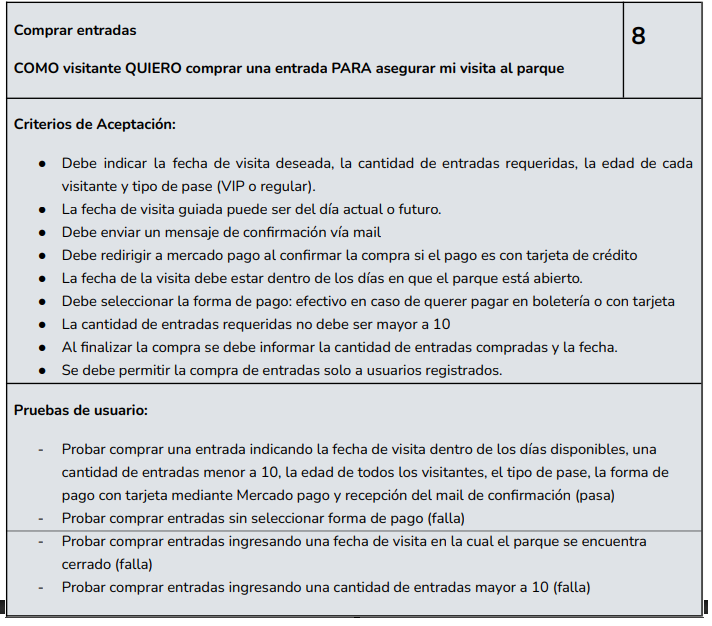 Comprar entradas
8
COMO visitante QUIERO comprar una entrada PARA asegurar mi visita al parque
Criterios de Aceptación:
● Debe indicar la fecha de visita deseada, la cantidad de entradas requeridas, la edad de cada
visitante y tipo de pase (VIP o regular).
● La fecha de visita guiada puede ser del día actual o futuro.
● Debe enviar un mensaje de confirmación vía mail
● Debe redirigir a mercado pago al confirmar la compra si el pago es con tarjeta de crédito
● La fecha de la visita debe estar dentro de los días en que el parque está abierto.
● Debe seleccionar la forma de pago: efectivo en caso de querer pagar en boletería o con tarjeta
● La cantidad de entradas requeridas no debe ser mayor a 10
● Al finalizar la compra se debe informar la cantidad de entradas compradas y la fecha.
● Se debe permitir la compra de entradas solo a usuarios registrados.
Pruebas de usuario:
- Probar comprar una entrada indicando la fecha de visita dentro de los días disponibles, una
cantidad de entradas menor a 10, la edad de todos los visitantes, el tipo de pase, la forma de
pago con tarjeta mediante Mercado pago y recepción del mail de confirmación (pasa)
- Probar comprar entradas sin seleccionar forma de pago (falla)
- Probar comprar entradas ingresando una fecha de visita en la cual el parque se encuentra
cerrado (falla)
- Probar comprar entradas ingresando una cantidad de entradas mayor a 10 (falla)